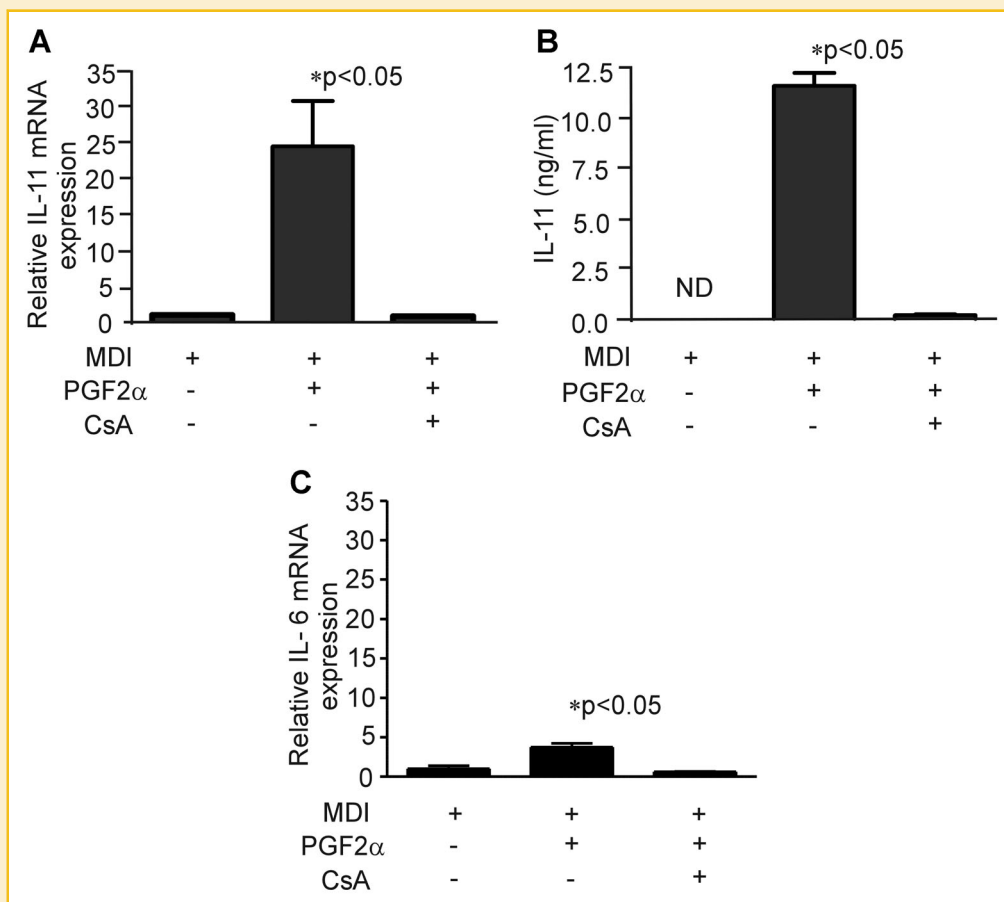 A
Relative IL-11 mRNA
expression
35
30
25
20
15
10
5
0
*p<0.05
MDI + + +
PGF2α - + +
CsA - - +
B
IL-11 (ng/ml)
12.5
10.0
7.5
5.0
2.5
0.0
ND
*p<0.05
MDI + + +
PGF2α - + +
CsA - - +
C
Relative IL- 6 mRNA
expression
35
30
25
20
15
10
5
0
*p<0.05
MDI + + +
PGF2α - + +
CsA - - +